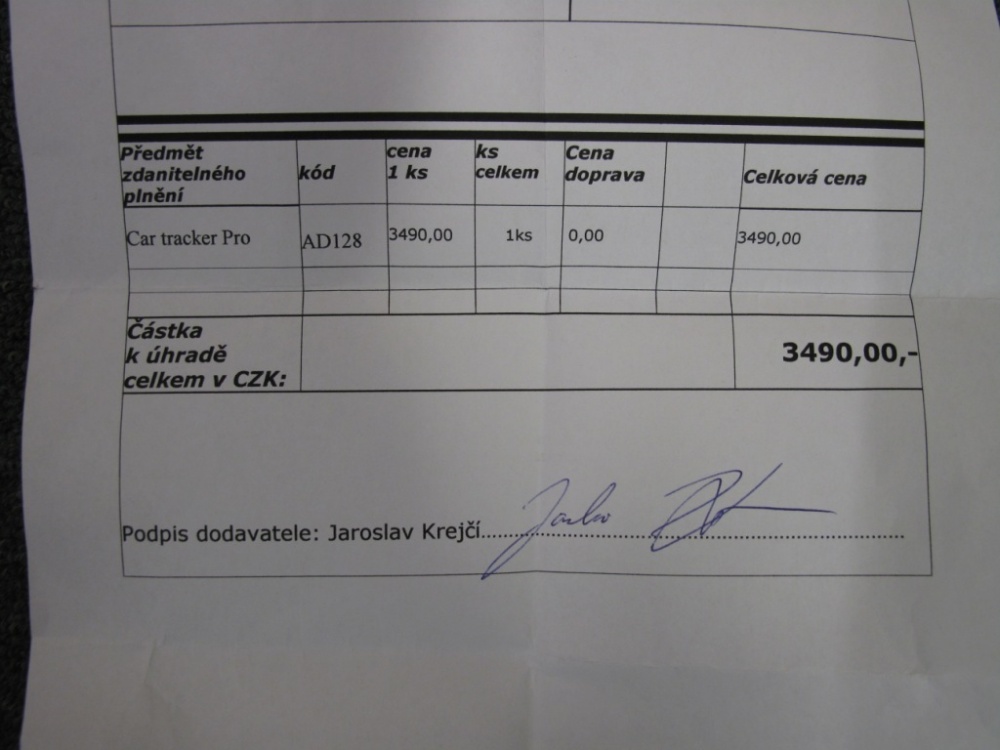 Předmět zdanitelného plnění
kód
cena 1 ks
ks celkem
Cena doprava
Celková cena
Car tracker Pro
AD128
3490,00
1ks
0,00
3490,00
Částka
k úhradě
celkem v CZK:
3490,00,-
Podpis dodavatele: Jaroslav Krejčí